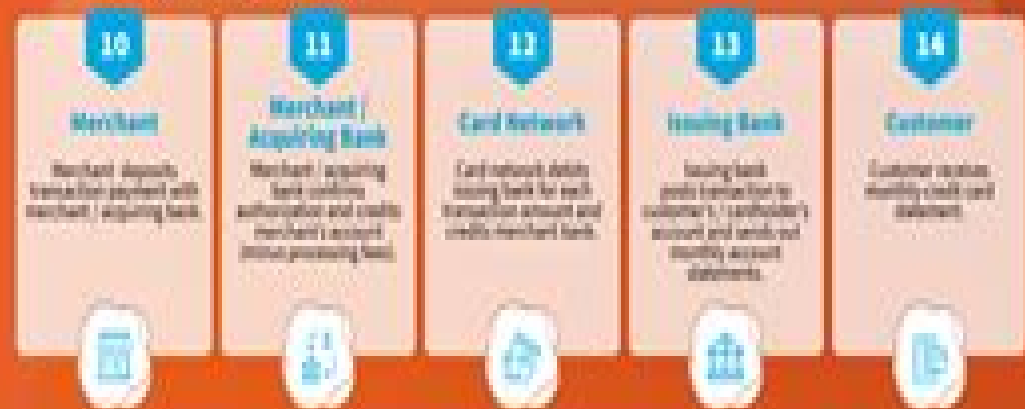 10
Merchant
Merchant deposits
transaction payment with
merchant / acquiring bank.
11
Merchant /
Acquiring Bank
Merchant / acquiring
bank confirms
authorization and credits
merchant's account
(minus processing fees).
12
Card Network
Card network debits
issuing bank for each
transaction amount and
credits merchant bank.
13
Issuing Bank
Issuing bank
posts transaction to
customer's / cardholder's
account and sends out
monthly account
statements.
14
Customer
Customer receives
monthly credit card
statement.